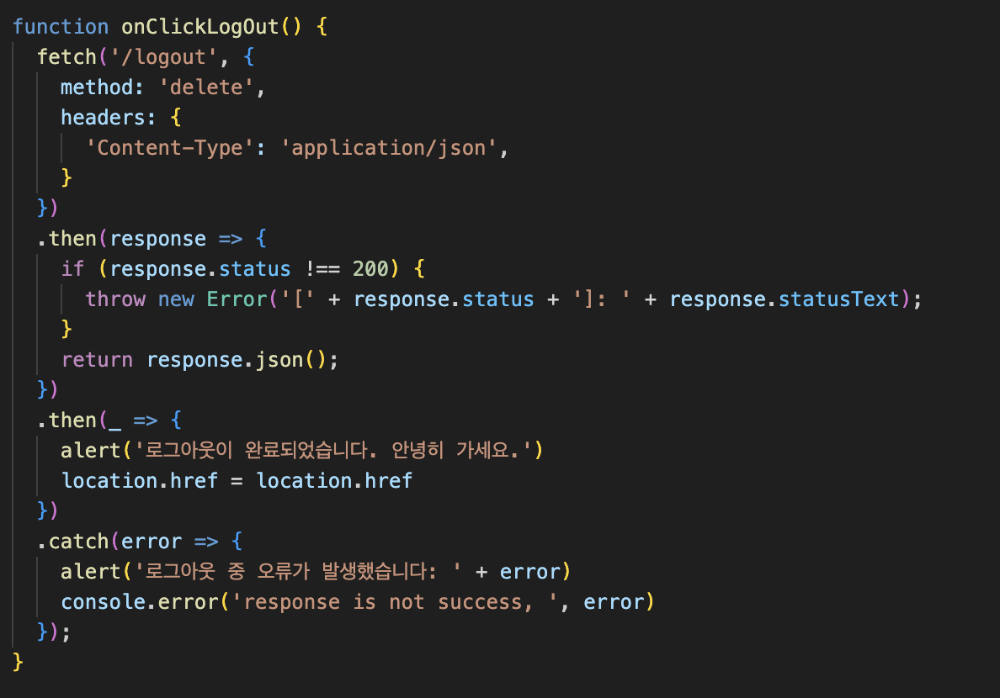 function onClickLogOut() {
  fetch('/logout', {
    method: 'delete',
    headers: {
      'Content-Type': 'application/json',
    }
  })
  .then(response => {
    if (response.status !== 200) {
      throw new Error('[' + response.status + ']: ' + response.statusText);
    }
    return response.json();
  })
  .then(_ => {
    alert('로그아웃이 완료되었습니다. 안녕히 가세요.')
    location.href = location.href
  })
  .catch(error => {
    alert('로그아웃 중 오류가 발생했습니다: ' + error)
    console.error('response is not success, ', error)
  });
}